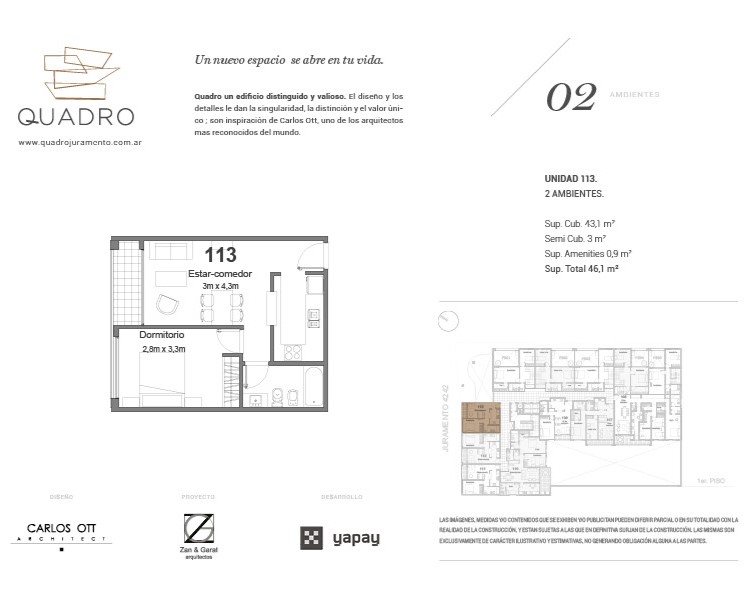 QUADRO
www.quadrojuramento.com.ar
Un nuevo espacio se abre en tu vida.
Quadro un edificio distinguido y valioso. El diseño y los
detalles le dan la singularidad, la distinción y el valor úni-
co ; son inspiración de Carlos Ott, uno de los arquitectos
mas reconocidos del mundo.
02 AMBIENTES
UNIDAD 113.
2 AMBIENTES.
Sup. Cub. 43,1 m²
Semi Cub. 3 m²
Sup. Amenities 0,9 m²
Sup. Total 46,1 m²
113
Estar-comedor
3m x 4,3m
Dormitorio
2,8m x 3,3m
JURAMENTO 4242
1er. PISO
DISEÑO
CARLOS OTT
ARCHITECT
PROYECTO
Zan & Garat
arquitectos
DESARROLLO
yapay
LAS IMÁGENES, MEDIDAS Y/O CONTENIDOS QUE SE EXHIBEN Y/O PUBLICITAN PUEDEN DIFERIR PARCIAL O EN SU TOTALIDAD CON LA
REALIDAD DE LA CONSTRUCCIÓN, Y ESTAN SUJETAS A LAS QUE EN DEFINITIVA SURJAN DE LA CONSTRUCCIÓN. LAS MISMAS SON
EXCLUSIVAMENTE DE CARÁCTER ILUSTRATIVO Y ESTIMATIVAS, NO GENERANDO OBLIGACIÓN ALGUNA A LAS PARTES.